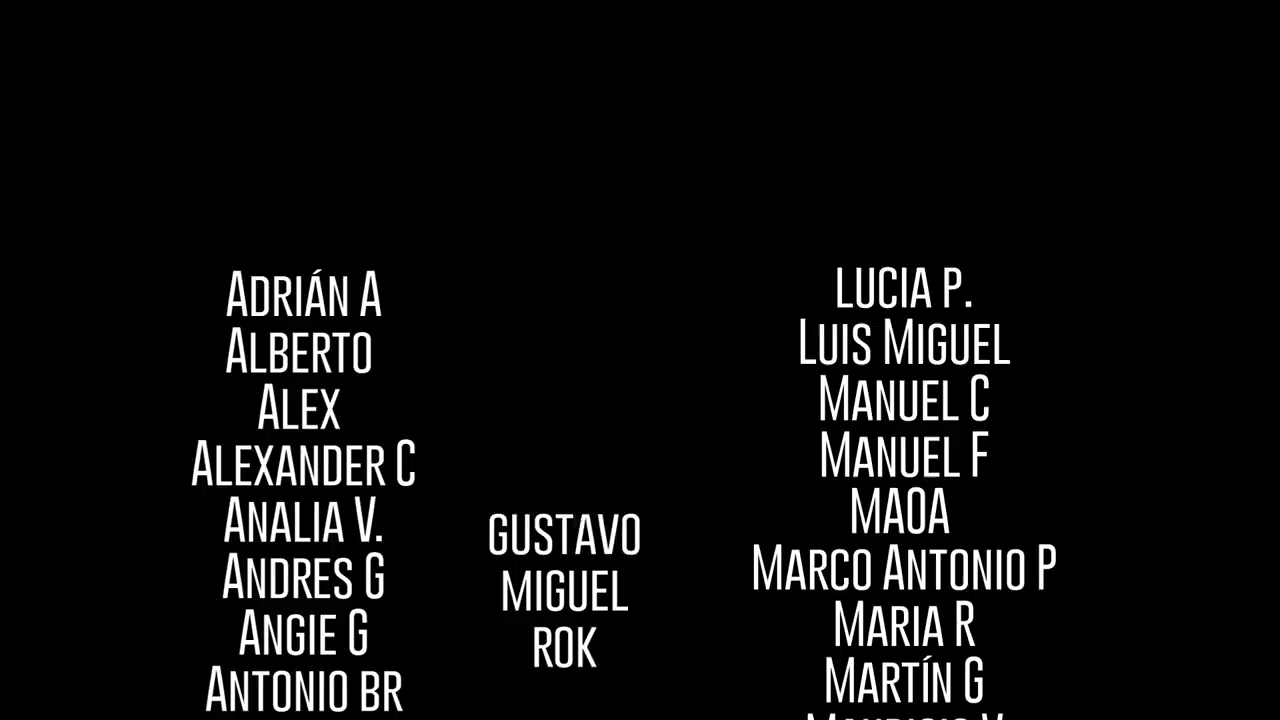 Adrián A
Alberto
Alex
Alexander C
Analia V.
Andres G
Angie G
Antonio br
GUSTAVO
MIGUEL
ROK
LUCIA P.
Luis Miguel
Manuel C
Manuel F
MAOA
Marco Antonio P
Maria R
Martín G